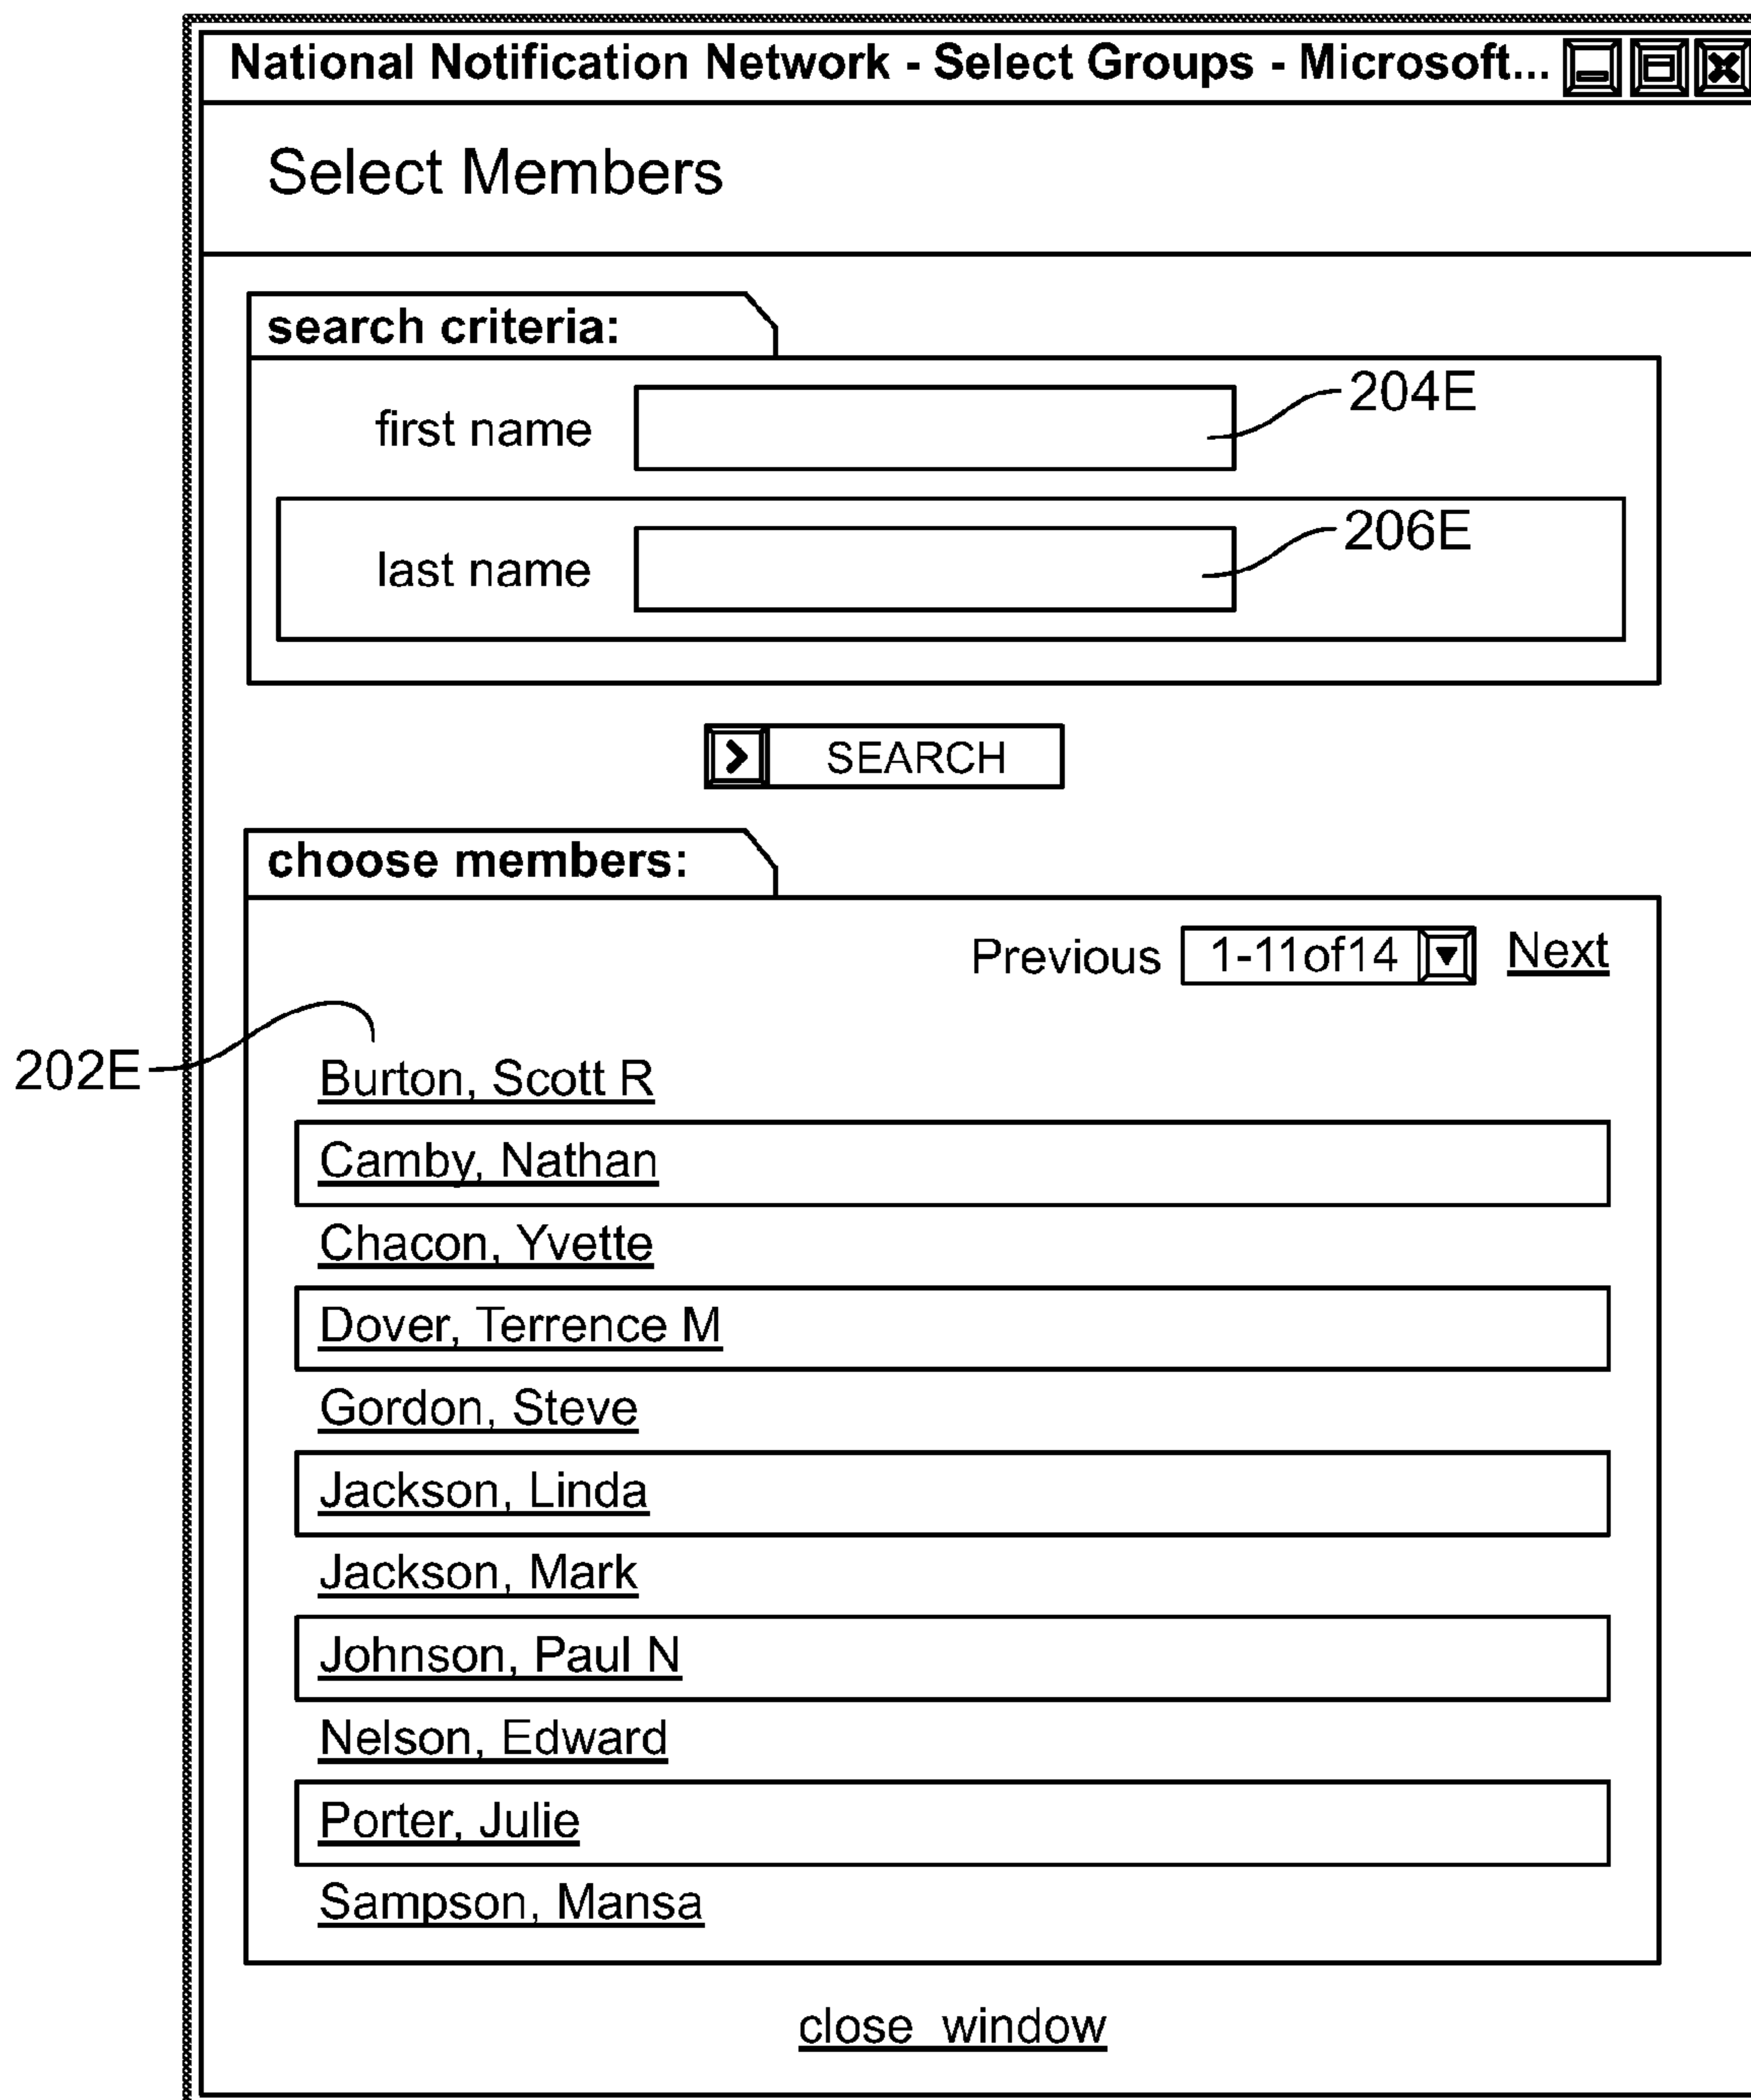 National Notification Network - Select Groups - Microsoft...
Select Members
search criteria:
first name
204E
last name
206E
SEARCH
choose members:
Previous 1-11of14 Next
202E
Burton, Scott R
Camby, Nathan
Chacon, Yvette
Dover, Terrence M
Gordon, Steve
Jackson, Linda
Jackson, Mark
Johnson, Paul N
Nelson, Edward
Porter, Julie
Sampson, Mansa
close window